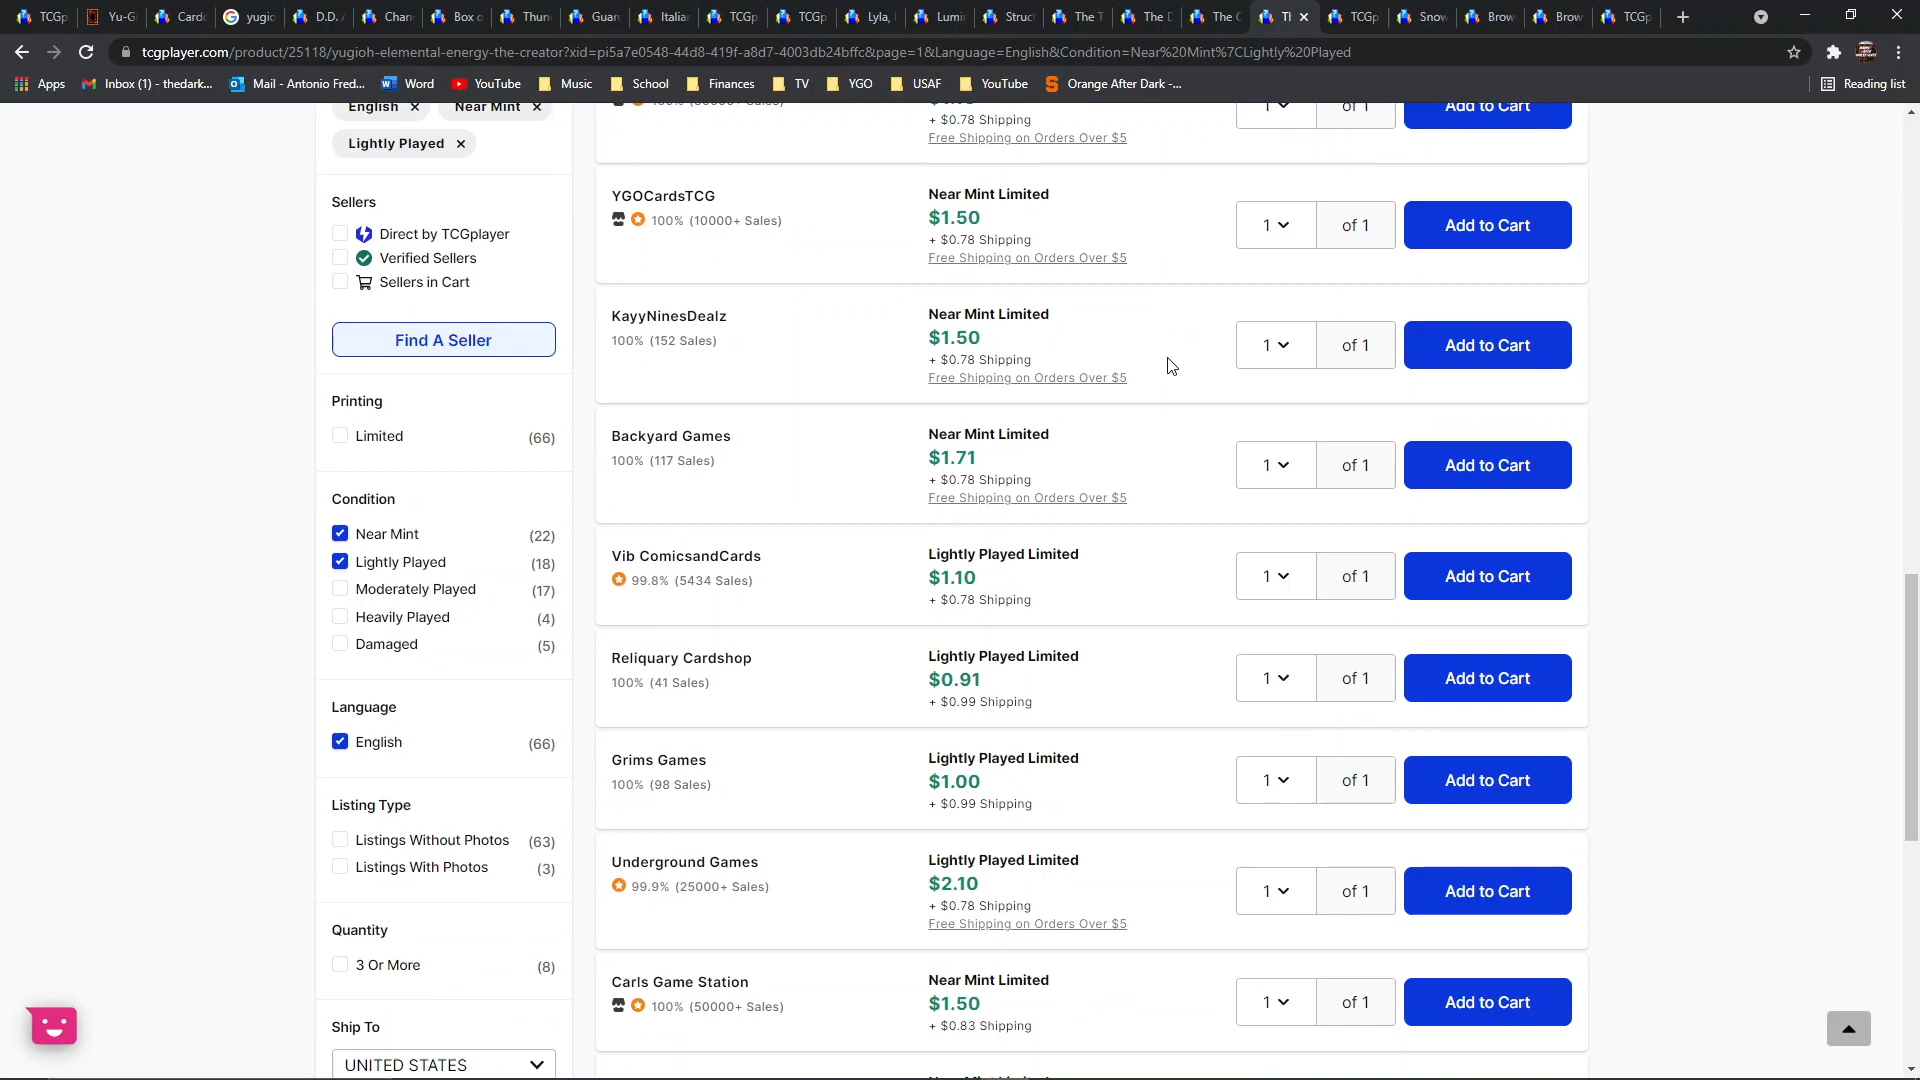 TCGp
Yu-Gi
Cardc
yugio
D.D. A
Chan
Box o
Thun
Guar
Italia
TCGp
TCGp
Lyla,
Lumi
Struc
The T
The D
The C
Tl
TCGp
Snow
Brow
Brow
TCGp
tcgplayer.com/product/25118/yugioh-elemental-energy-the-creator?xid=pi5a7e0548-44d8-419f-a8d7-4003db24bffc&page=1&Language=English&Condition=Near%20Mint%7CLightly%20Played
Apps
Inbox (1) - thedark...
Mail - Antonio Fred...
Word
YouTube
Music
School
Finances
TV
YGO
USAF
YouTube
Orange After Dark -...
Reading list
English
Near Mint
Lightly Played
Sellers
Direct by TCGplayer
Verified Sellers
Sellers in Cart
Find A Seller
Printing
Limited (66)
Condition
Near Mint (22)
Lightly Played (18)
Moderately Played (17)
Heavily Played (4)
Damaged (5)
Language
English (66)
Listing Type
Listings Without Photos (63)
Listings With Photos (3)
Quantity
3 Or More (8)
Ship To
UNITED STATES
+ $0.78 Shipping
Free Shipping on Orders Over $5
1 of 1 Add to Cart
YGOCardsTCG
100% (10000+ Sales)
Near Mint Limited
$1.50
+ $0.78 Shipping
Free Shipping on Orders Over $5
1 of 1 Add to Cart
KayyNinesDealz
100% (152 Sales)
Near Mint Limited
$1.50
+ $0.78 Shipping
Free Shipping on Orders Over $5
1 of 1 Add to Cart
Backyard Games
100% (117 Sales)
Near Mint Limited
$1.71
+ $0.78 Shipping
Free Shipping on Orders Over $5
1 of 1 Add to Cart
Vib ComicsandCards
99.8% (5434 Sales)
Lightly Played Limited
$1.10
+ $0.78 Shipping
1 of 1 Add to Cart
Reliquary Cardshop
100% (41 Sales)
Lightly Played Limited
$0.91
+ $0.99 Shipping
1 of 1 Add to Cart
Grims Games
100% (98 Sales)
Lightly Played Limited
$1.00
+ $0.99 Shipping
1 of 1 Add to Cart
Underground Games
99.9% (25000+ Sales)
Lightly Played Limited
$2.10
+ $0.78 Shipping
Free Shipping on Orders Over $5
1 of 1 Add to Cart
Carls Game Station
100% (50000+ Sales)
Near Mint Limited
$1.50
+ $0.83 Shipping
1 of 1 Add to Cart